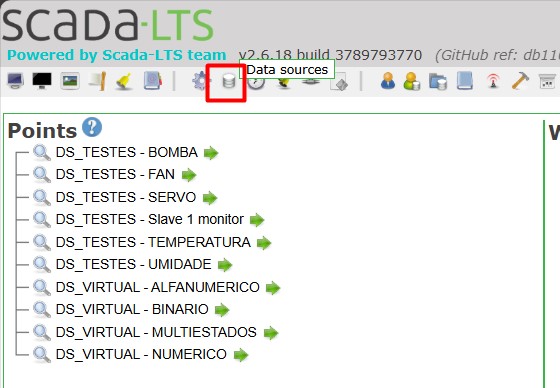 SCADA-LTS
Powered by Scada-LTS team v2.6.18 build 3789793770 (GitHub ref: db110
Data sources
Points
DS_TESTES - BOMBA
DS_TESTES - FAN
DS_TESTES - SERVO
DS_TESTES - Slave 1 monitor
DS_TESTES - TEMPERATURA
DS_TESTES - UMIDADE
DS_VIRTUAL - ALFANUMERICO
DS_VIRTUAL - BINARIO
DS_VIRTUAL - MULTIESTADOS
DS_VIRTUAL - NUMERICO